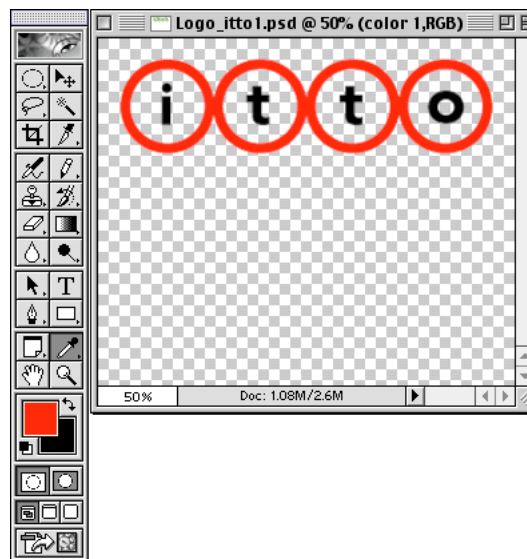 Logo_itto1.psd @ 50% (color 1,RGB)
i t t o
T
50%
Doc: 1.08M/2.6M